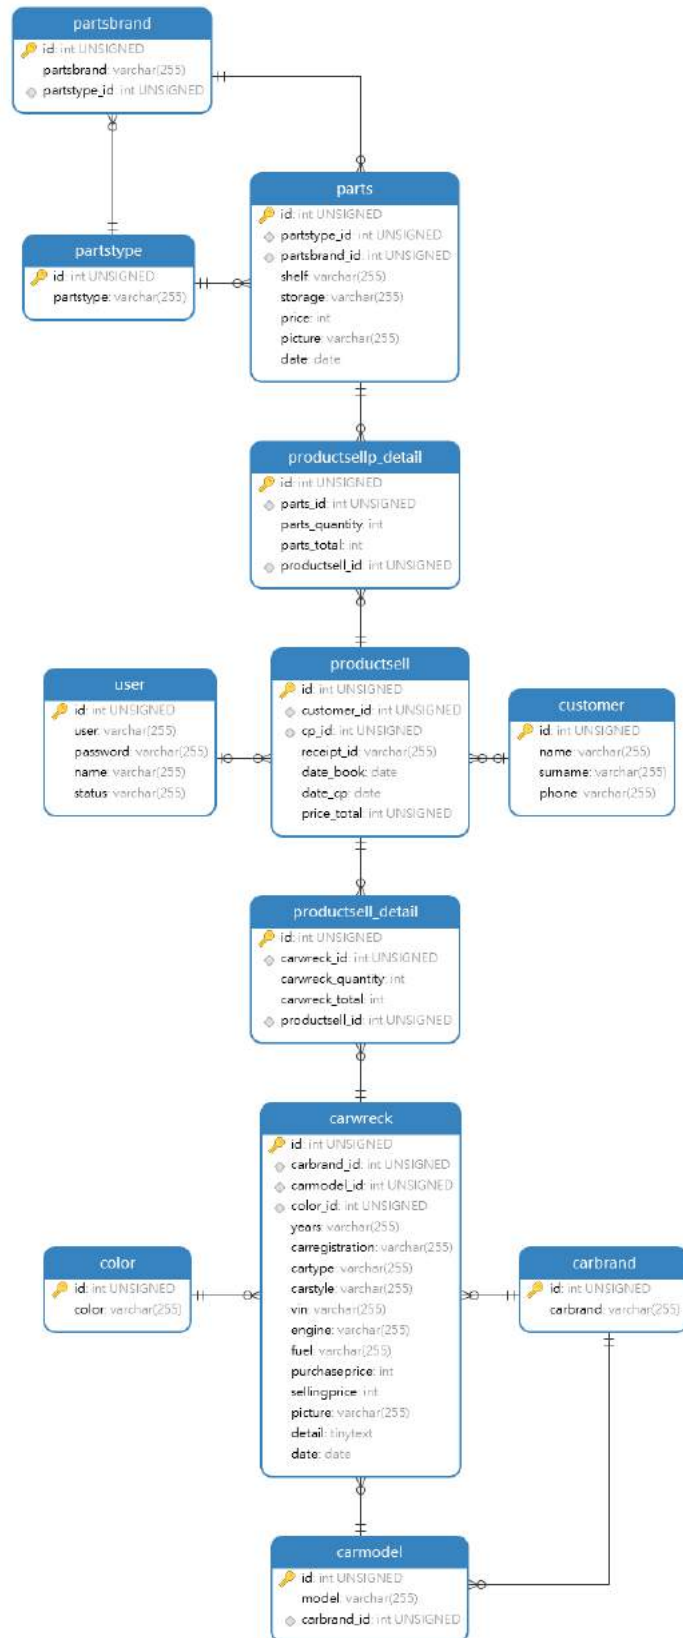 partsbrand
id: int UNSIGNED
partsbrand: varchar(255)
partstype_id: int UNSIGNED
parts
id: int UNSIGNED
partstype_id: int UNSIGNED
partsbrand_id: int UNSIGNED
shelf: varchar(255)
storage: varchar(255)
price: int
picture: varchar(255)
date: date
partstype
id: int UNSIGNED
partstype: varchar(255)
productsellp_detail
id: int UNSIGNED
parts_id: int UNSIGNED
parts_quantity: int
parts_total: int
productsell_id: int UNSIGNED
user
id: int UNSIGNED
user: varchar(255)
password: varchar(255)
name: varchar(255)
status: varchar(255)
productsell
id: int UNSIGNED
customer_id: int UNSIGNED
cp_id: int UNSIGNED
receipt_id: varchar(255)
date_book: date
date_cp: date
price_total: int UNSIGNED
customer
id: int UNSIGNED
name: varchar(255)
surname: varchar(255)
phone: varchar(255)
productsell_detail
id: int UNSIGNED
carwreck_id: int UNSIGNED
carwreck_quantity: int
carwreck_total: int
productsell_id: int UNSIGNED
carwreck
id: int UNSIGNED
carbrand_id: int UNSIGNED
carmodel_id: int UNSIGNED
color_id: int UNSIGNED
years: varchar(255)
carregistration: varchar(255)
cartype: varchar(255)
carstyle: varchar(255)
vin: varchar(255)
engine: varchar(255)
fuel: varchar(255)
purchaseprice: int
sellingprice: int
picture: varchar(255)
detail: tinytext
date: date
color
id: int UNSIGNED
color: varchar(255)
carbrand
id: int UNSIGNED
carbrand: varchar(255)
carmodel
id: int UNSIGNED
model: varchar(255)
carbrand_id: int UNSIGNED